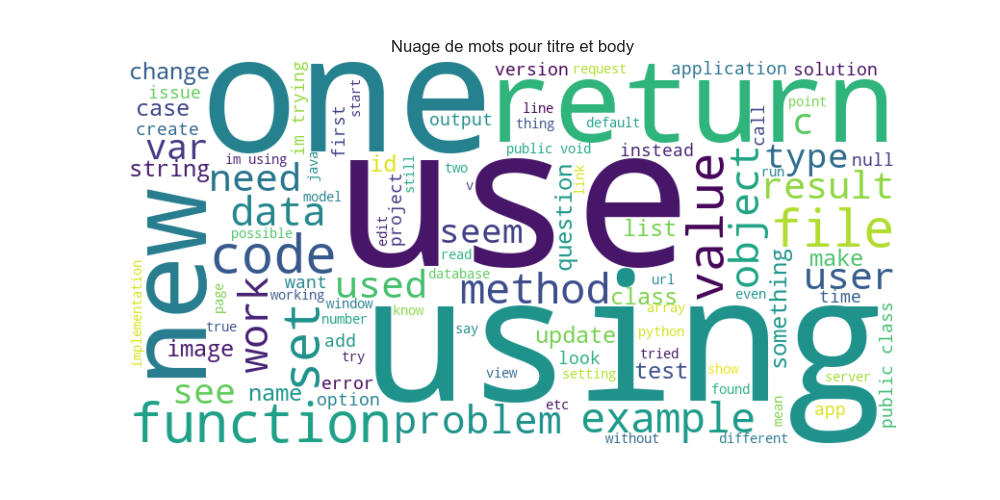 Nuage de mots pour titre et body
change
issue
case
create
var
string
im using
one
im trying
java
start
first
still
output
version
request
line
thing
default
return
application
solution
point
c
call
public void
instead
type
null
run
need
id
model
two
v
use
question
link
value
object
result
data
possible
edit
project
seem
read
list
file
new
code
database
method
class
url
even
make
user
time
implementation
page
true
work
working
set
want
window
number
used
know
say
using
update
array
python
something
server
public class
image
add
try
look
tried
test
show
see
name
error
option
view
setting
found
mean
app
function
problem
etc
example
without
different